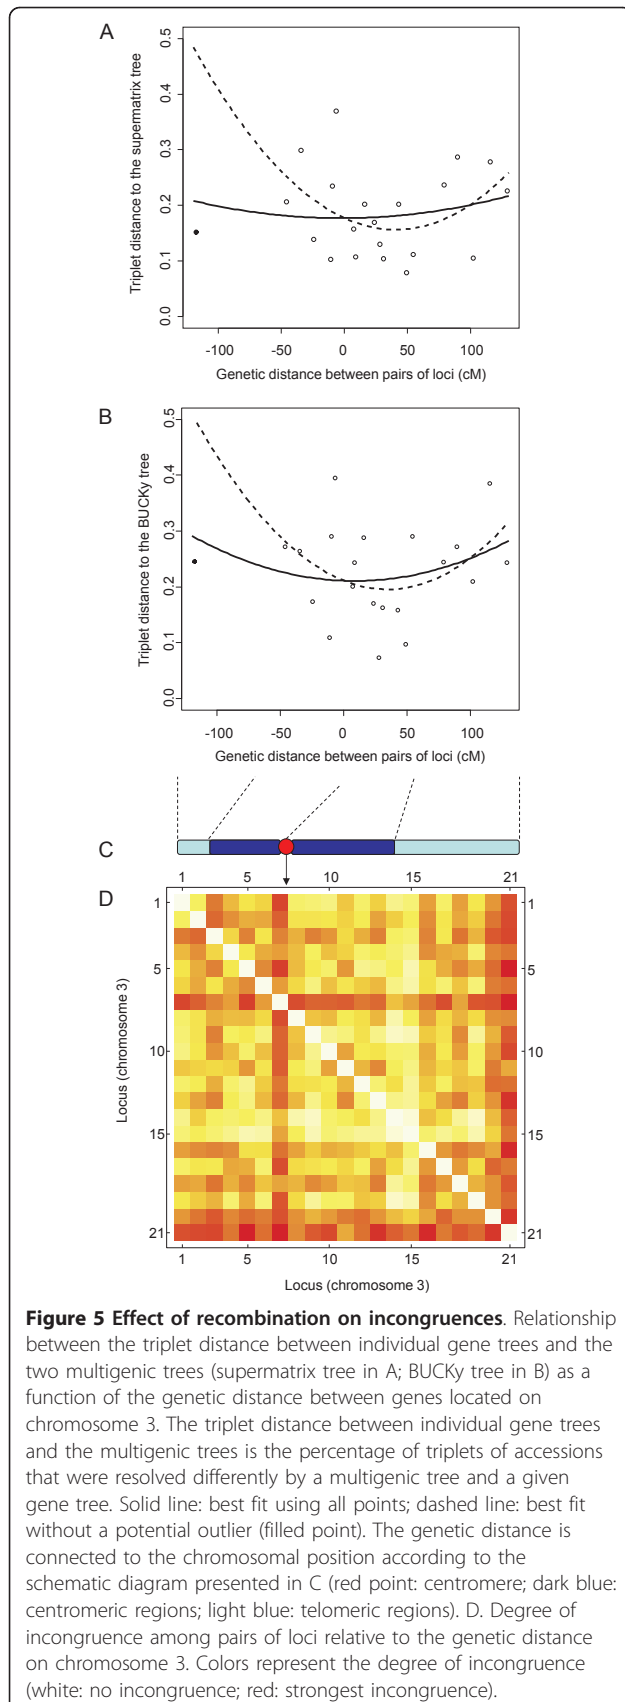 A
Triplet distance to the supermatrix tree
0.5
0.4
0.3
0.2
0.1
0.0
-100 -50 0 50 100
Genetic distance between pairs of loci (cM)
B
Triplet distance to the BUCKy tree
0.5
0.4
0.3
0.2
0.1
0.0
-100 -50 0 50 100
Genetic distance between pairs of loci (cM)
C
1 5 10 15 21
D
Locus (chromosome 3)
1 1
5 5
10 10
15 15
21 21
1 5 10 15 21
Locus (chromosome 3)
Figure 5 Effect of recombination on incongruences. Relationship
between the triplet distance between individual gene trees and the
two multigenic trees (supermatrix tree in A; BUCKy tree in B) as a
function of the genetic distance between genes located on
chromosome 3. The triplet distance between individual gene trees
and the multigenic trees is the percentage of triplets of accessions
that were resolved differently by a multigenic tree and a given
gene tree. Solid line: best fit using all points; dashed line: best fit
without a potential outlier (filled point). The genetic distance is
connected to the chromosomal position according to the
schematic diagram presented in C (red point: centromere; dark blue:
centromeric regions; light blue: telomeric regions). D. Degree of
incongruence among pairs of loci relative to the genetic distance
on chromosome 3. Colors represent the degree of incongruence
(white: no incongruence; red: strongest incongruence).